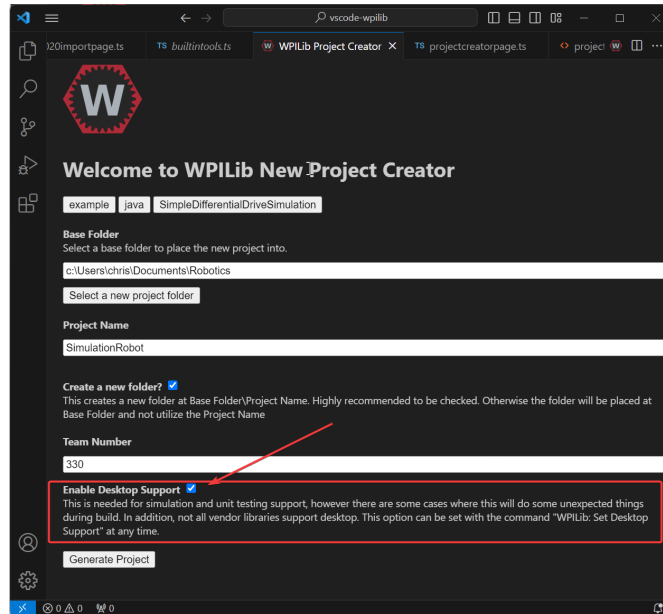 vscode-wpilib
020importpage.ts TS builtintools.ts W WPILib Project Creator TS projectcreatorpage.ts project W
W
Welcome to WPILib New Project Creator
example java SimpleDifferentialDriveSimulation
Base Folder
Select a base folder to place the new project into.
c:\Users\chris\Documents\Robotics
Select a new project folder
Project Name
SimulationRobot
Create a new folder?
This creates a new folder at Base Folder\Project Name. Highly recommended to be checked. Otherwise the folder will be placed at
Base Folder and not utilize the Project Name
Team Number
330
Enable Desktop Support
This is needed for simulation and unit testing support, however there are some cases where this will do some unexpected things
during build. In addition, not all vendor libraries support desktop. This option can be set with the command "WPILib: Set Desktop
Support" at any time.
Generate Project
0 0 0